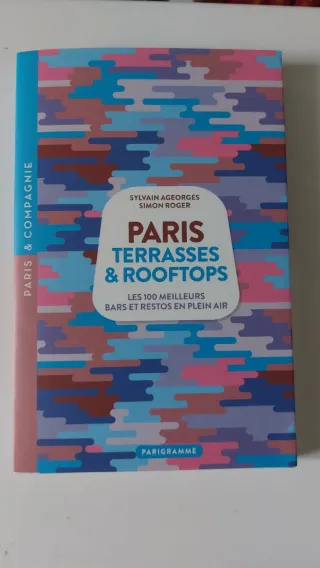 PARIS & COMPAGNIE
SYLVAIN AGEORGES
SIMON ROGER
PARIS
TERRASSES
& ROOFTOPS
LES 100 MEILLEURS
BARS ET RESTOS EN PLEIN AIR
PARIGRAMME